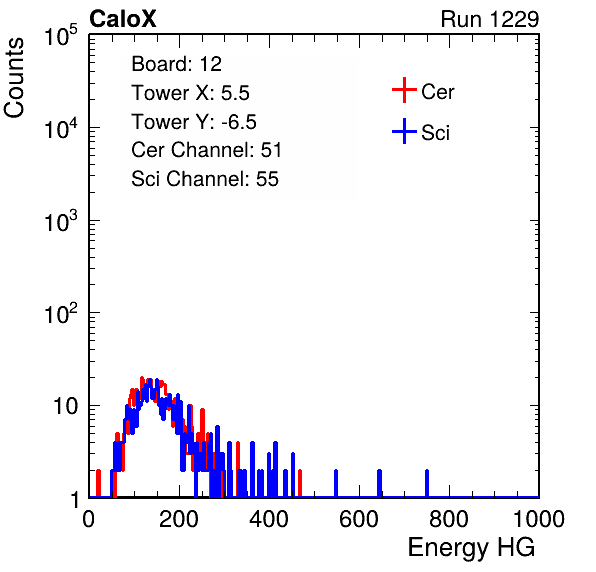 CaloX Run 1229
Counts
10^5
10^4
10^3
10^2
10
1
Board: 12
Tower X: 5.5
Tower Y: -6.5
Cer Channel: 51
Sci Channel: 55
Cer
Sci
0 200 400 600 800 1000
Energy HG